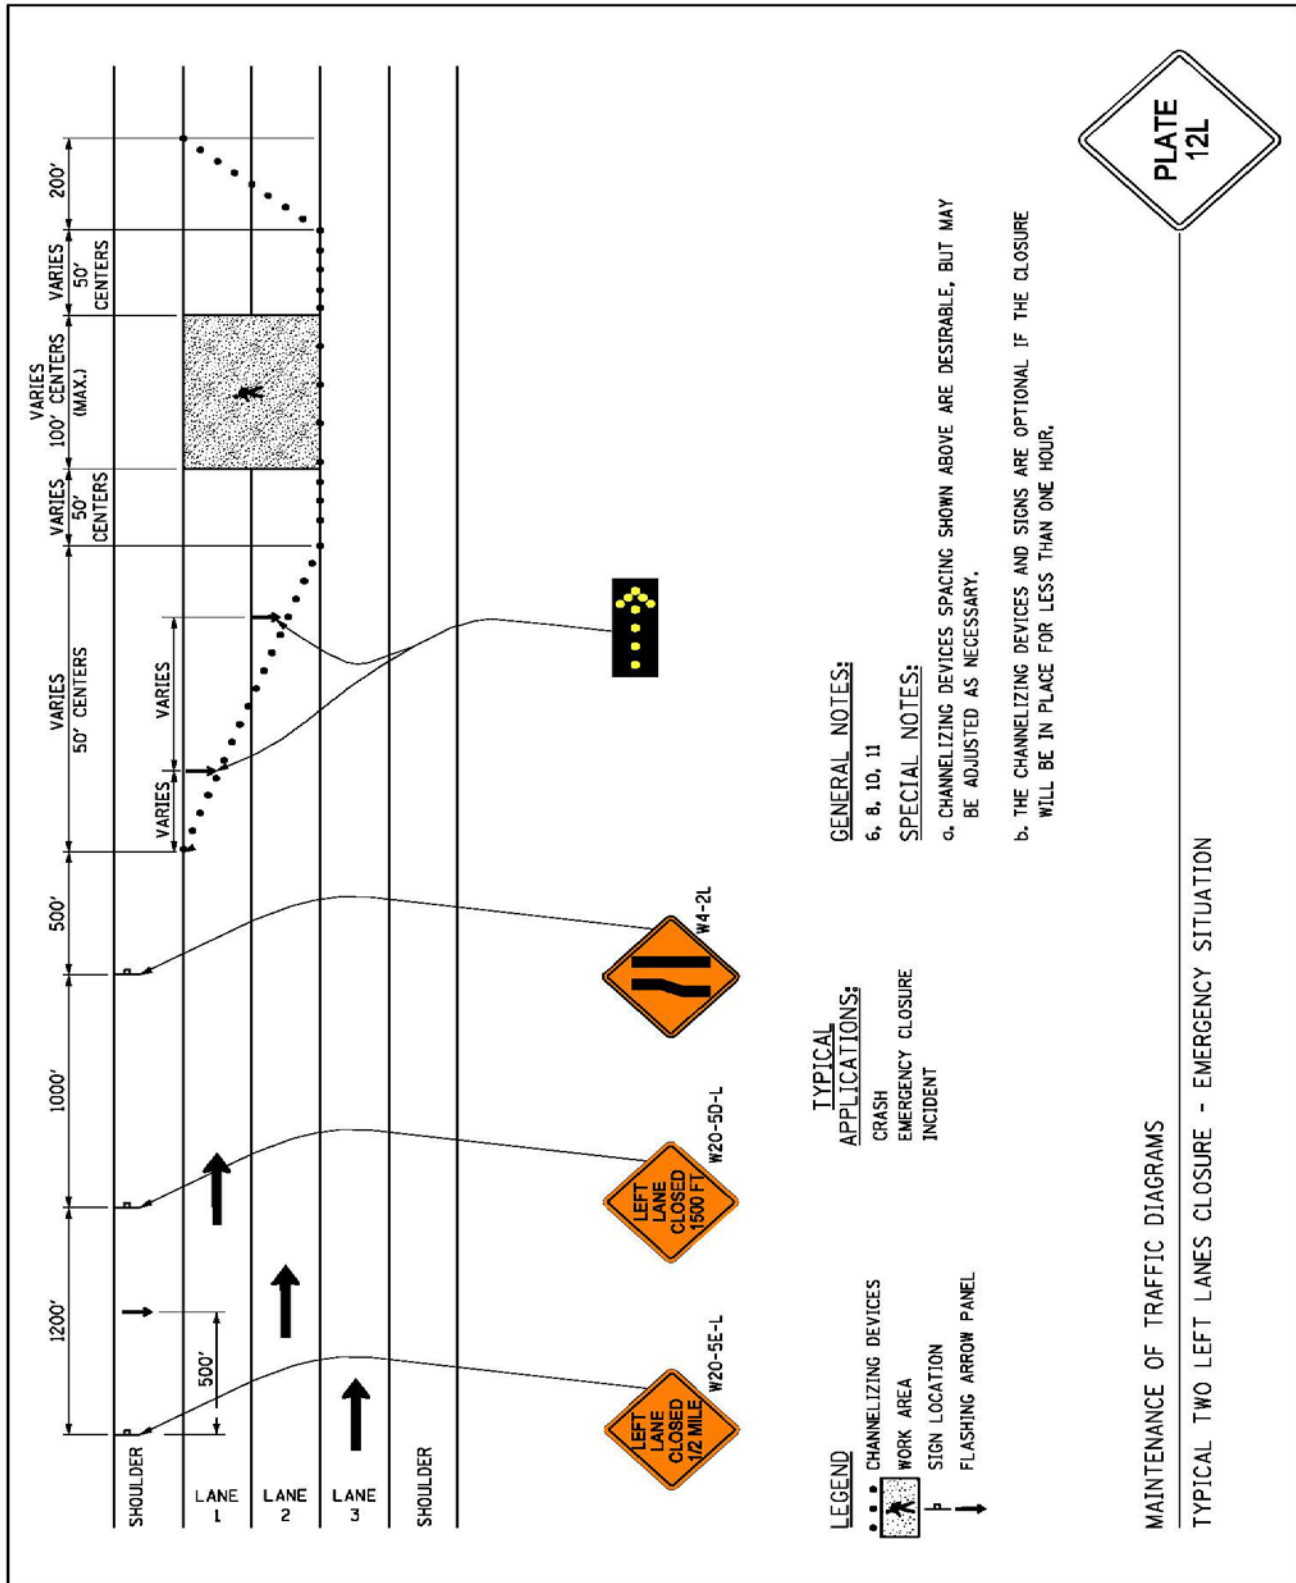 VARIES
100' CENTERS
(MAX.)
1200'
1000'
500'
VARIES
50' CENTERS
VARIES
50'
CENTERS
VARIES
50'
CENTERS
200'
500'
VARIES
VARIES
SHOULDER
LANE
1
LANE
2
LANE
3
SHOULDER
LEFT
LANE
CLOSED
1/2 MILE
W20-5E-L
LEFT
LANE
CLOSED
1500 FT
W20-5D-L
W4-2L
LEGEND
CHANNELIZING DEVICES
WORK AREA
SIGN LOCATION
FLASHING ARROW PANEL
TYPICAL
APPLICATIONS:
CRASH
EMERGENCY CLOSURE
INCIDENT
GENERAL NOTES:
6, 8, 10, 11
SPECIAL NOTES:
a. CHANNELIZING DEVICES SPACING SHOWN ABOVE ARE DESIRABLE, BUT MAY
BE ADJUSTED AS NECESSARY.
b. THE CHANNELIZING DEVICES AND SIGNS ARE OPTIONAL IF THE CLOSURE
WILL BE IN PLACE FOR LESS THAN ONE HOUR.
MAINTENANCE OF TRAFFIC DIAGRAMS
TYPICAL TWO LEFT LANES CLOSURE - EMERGENCY SITUATION
PLATE
12L